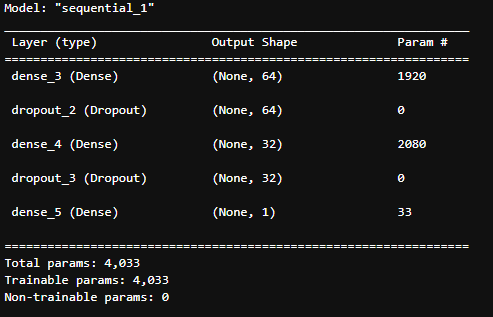 Model: "sequential_1"
_________________________________________________________________
Layer (type) Output Shape Param #
=================================================================
dense_3 (Dense) (None, 64) 1920
dropout_2 (Dropout) (None, 64) 0
dense_4 (Dense) (None, 32) 2080
dropout_3 (Dropout) (None, 32) 0
dense_5 (Dense) (None, 1) 33
=================================================================
Total params: 4,033
Trainable params: 4,033
Non-trainable params: 0